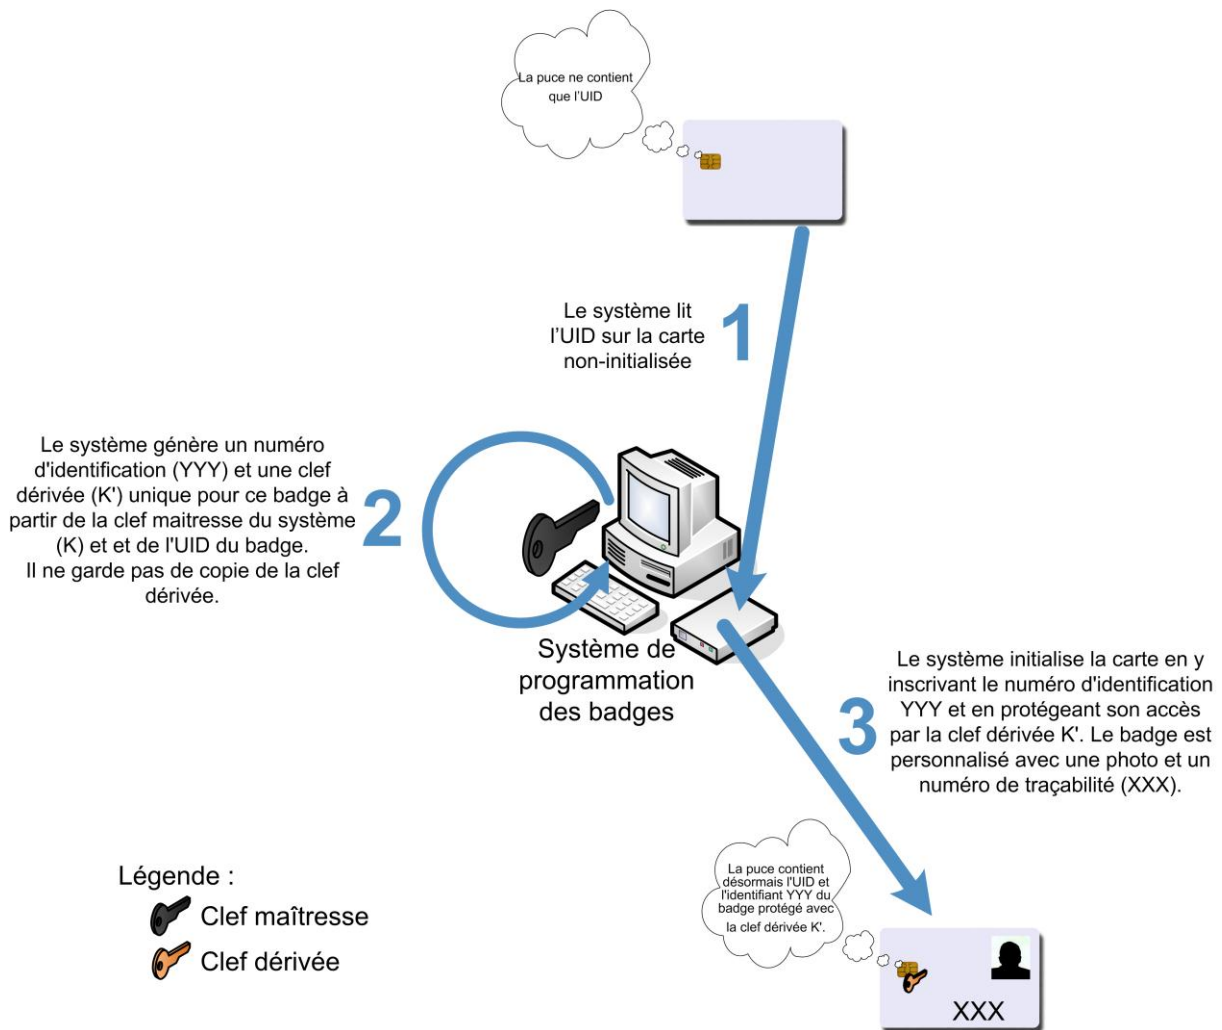 La puce ne contient
que l'UID
Le système lit
l'UID sur la carte
non-initialisée
1
Le système génère un numéro
d'identification (YYY) et une clef
dérivée (K') unique pour ce badge à
partir de la clef maitresse du système
(K) et et de l'UID du badge.
Il ne garde pas de copie de la clef
dérivée.
2
Système de
programmation
des badges
3
Le système initialise la carte en y
inscrivant le numéro d'identification
YYY et en protégeant son accès
par la clef dérivée K'. Le badge est
personnalisé avec une photo et un
numéro de traçabilité (XXX).
La puce contient
désormais l'UID et
l'identifiant YYY du
badge protégé avec
la clef dérivée K'.
XXX
Légende :
Clef maîtresse
Clef dérivée